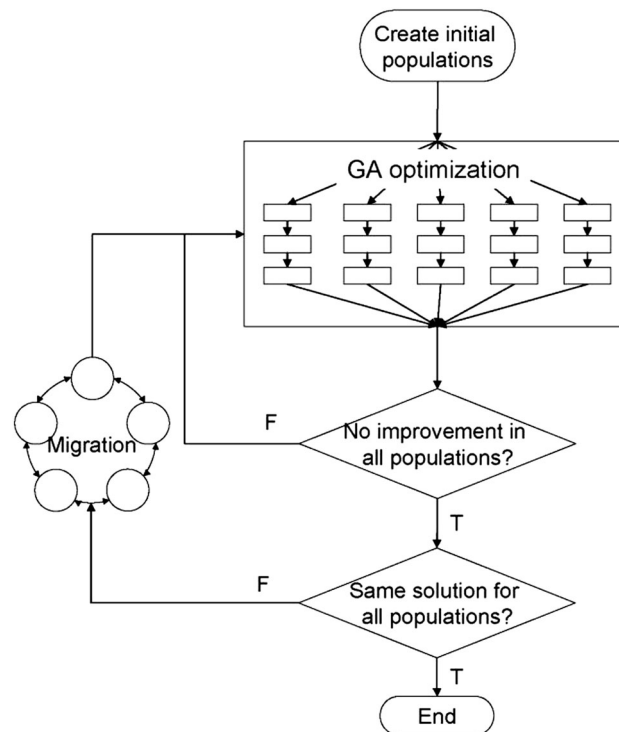 Create initial
populations
GA optimization
Migration
F
No improvement in
all populations?
T
F
Same solution for
all populations?
T
End